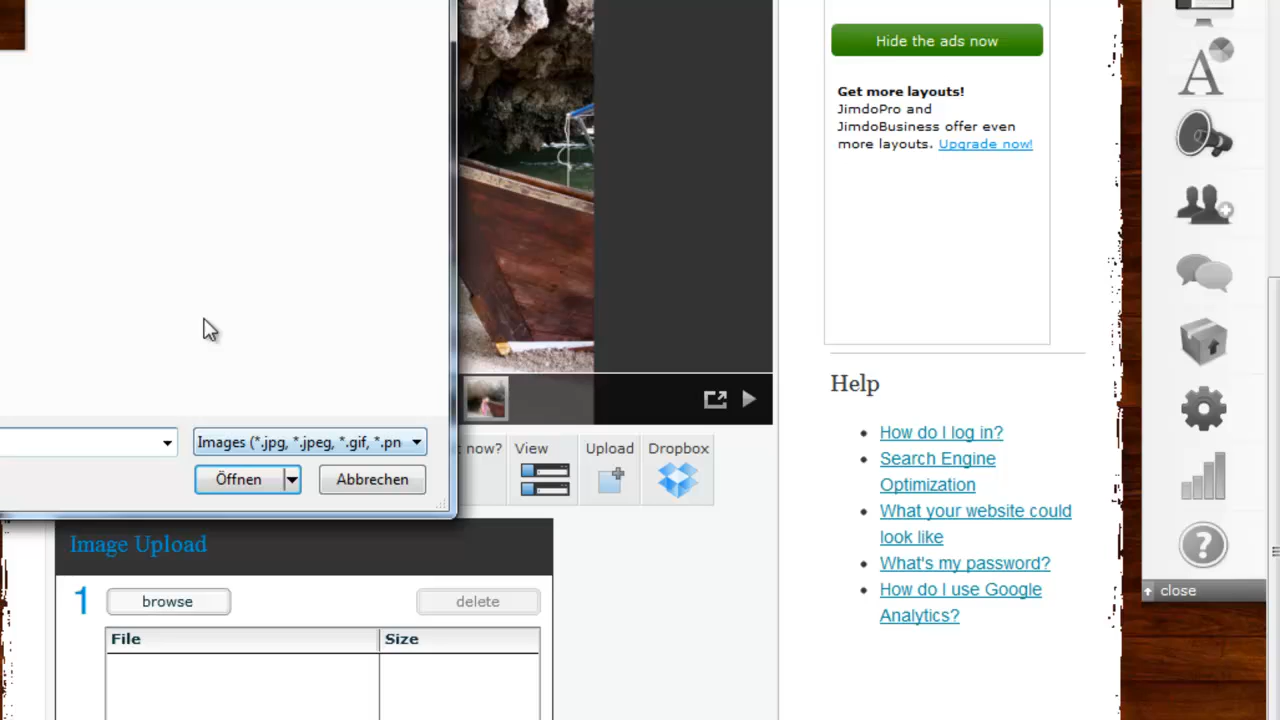 Hide the ads now
Get more layouts!
JimdoPro and
JimdoBusiness offer even
more layouts. Upgrade now!
Images (*.jpg, *.jpeg, *.gif, *.pn
Öffnen
Abbrechen
t now?
View
Upload
Dropbox
Help
How do I log in?
Search Engine
Optimization
What your website could
look like
What's my password?
How do I use Google
Analytics?
A
?
close
Image Upload
1
browse
delete
File
Size